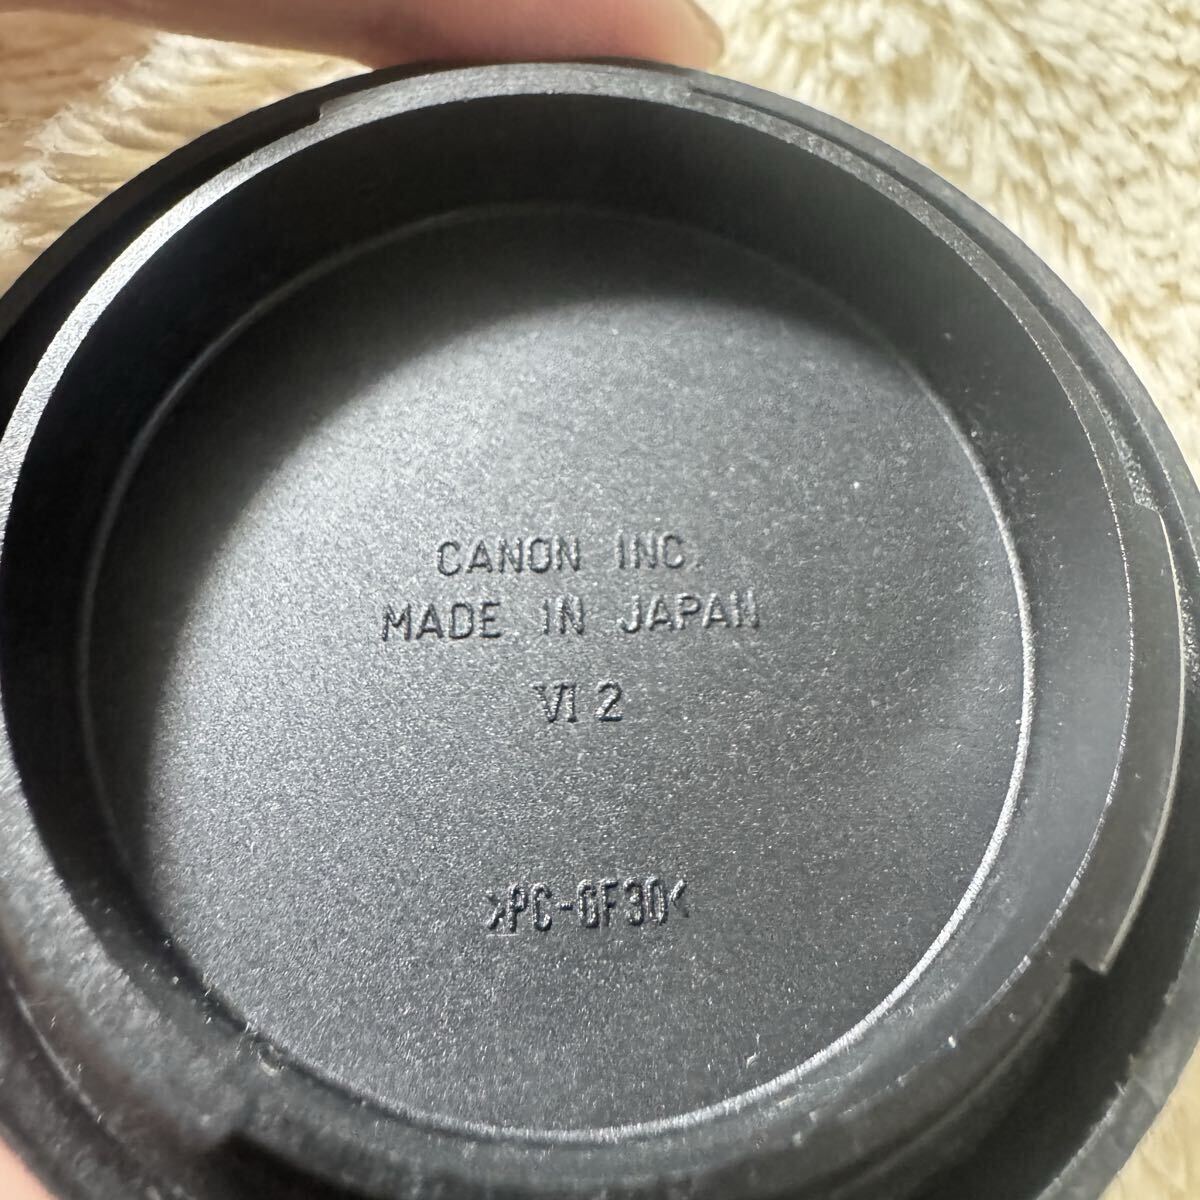 CANON INC.
MADE IN JAPAN
VI 2
>PC-GF30<